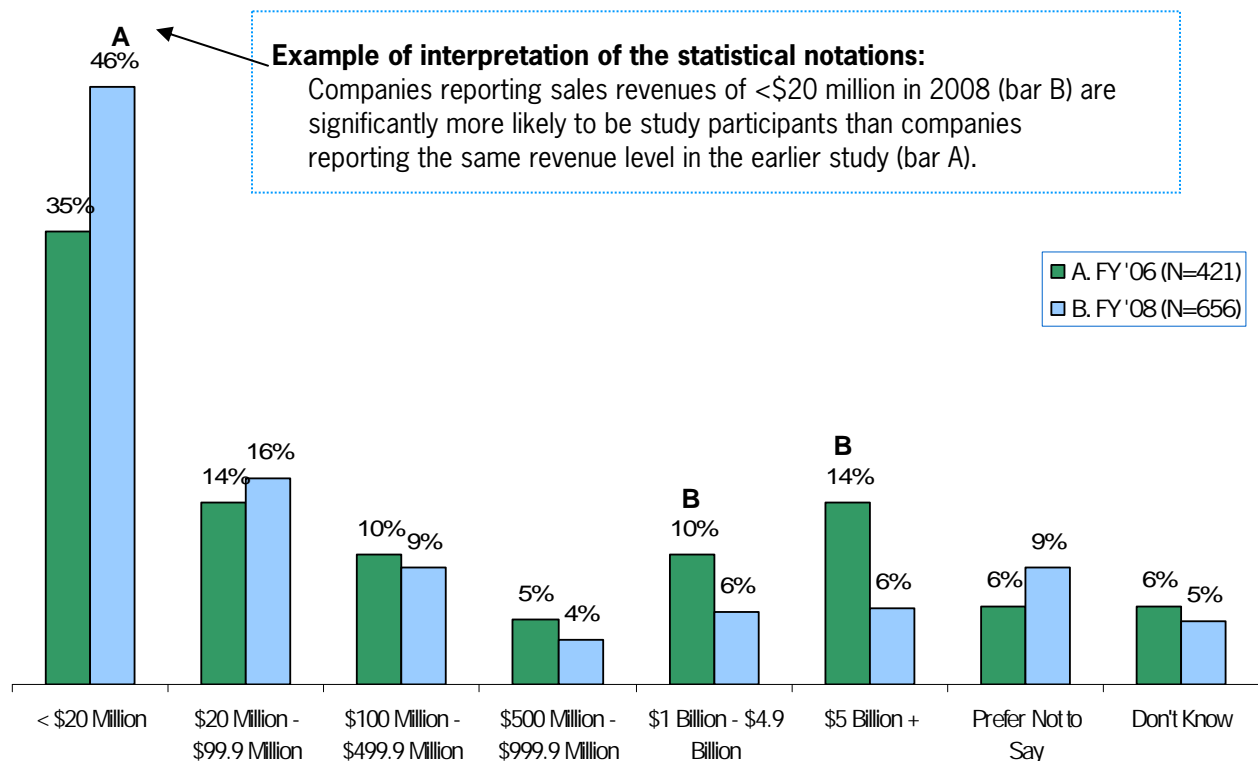 A
46%
Example of interpretation of the statistical notations:
Companies reporting sales revenues of <$20 million in 2008 (bar B) are
significantly more likely to be study participants than companies
reporting the same revenue level in the earlier study (bar A).
35%
A. FY '06 (N=421)
B. FY '08 (N=656)
14%
16%
10%
9%
5%
4%
B
10%
6%
B
14%
6%
6%
9%
6%
5%
< $20 Million
$20 Million -
$99.9 Million
$100 Million -
$499.9 Million
$500 Million -
$999.9 Million
$1 Billion - $4.9
Billion
$5 Billion +
Prefer Not to
Say
Don't Know